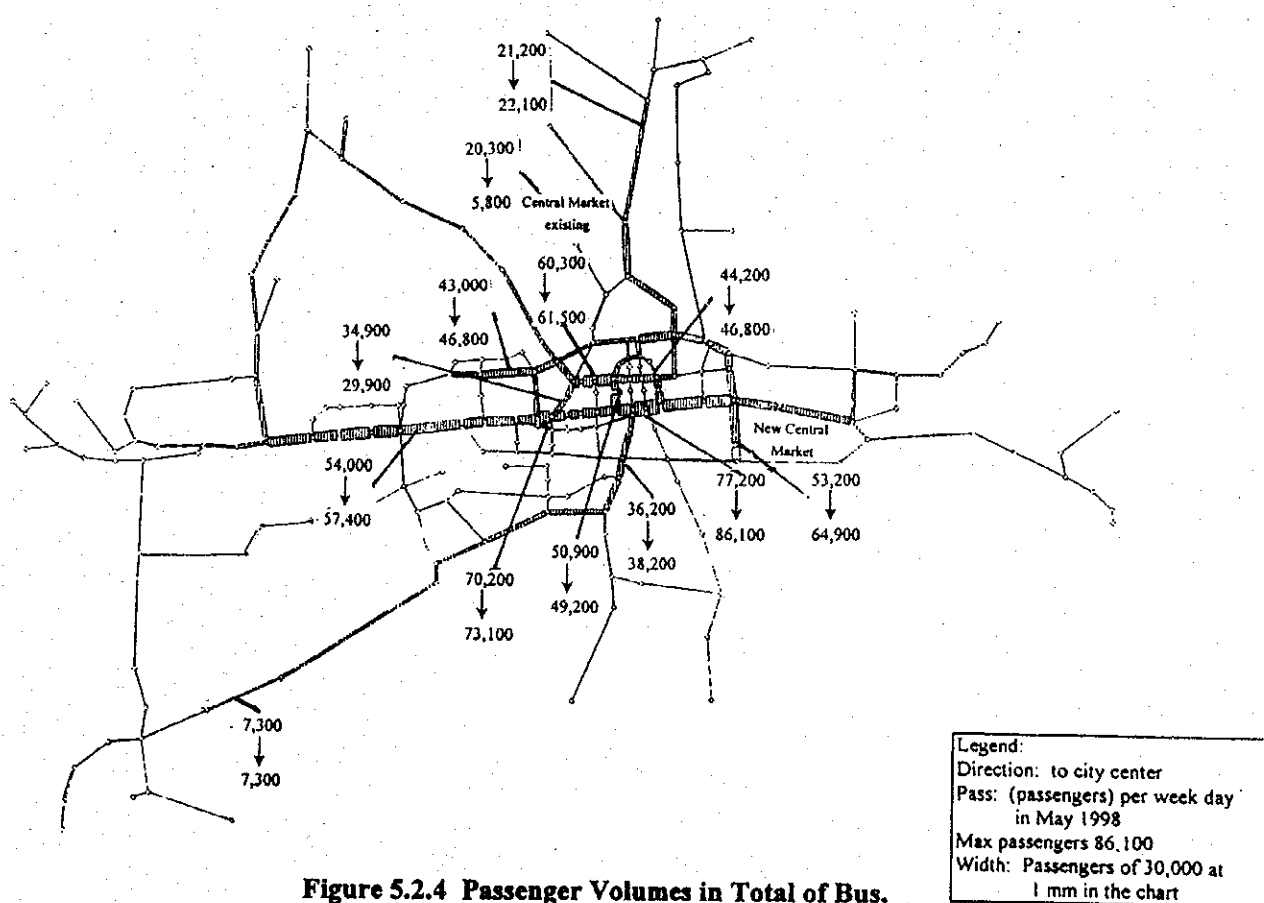 21,200
22,100
20,300
5,800
Central Market
existing
60,300
61,500
43,000
46,800
44,200
46,800
34,900
29,900
New Central
Market
54,000
57,400
77,200
86,100
53,200
64,900
36,200
38,200
50,900
49,200
70,200
73,100
7,300
7,300
Legend:
Direction: to city center
Pass: (passengers) per week day
in May 1998
Max passengers 86,100
Width: Passengers of 30,000 at
1 mm in the chart
Figure 5.2.4 Passenger Volumes in Total of Bus.